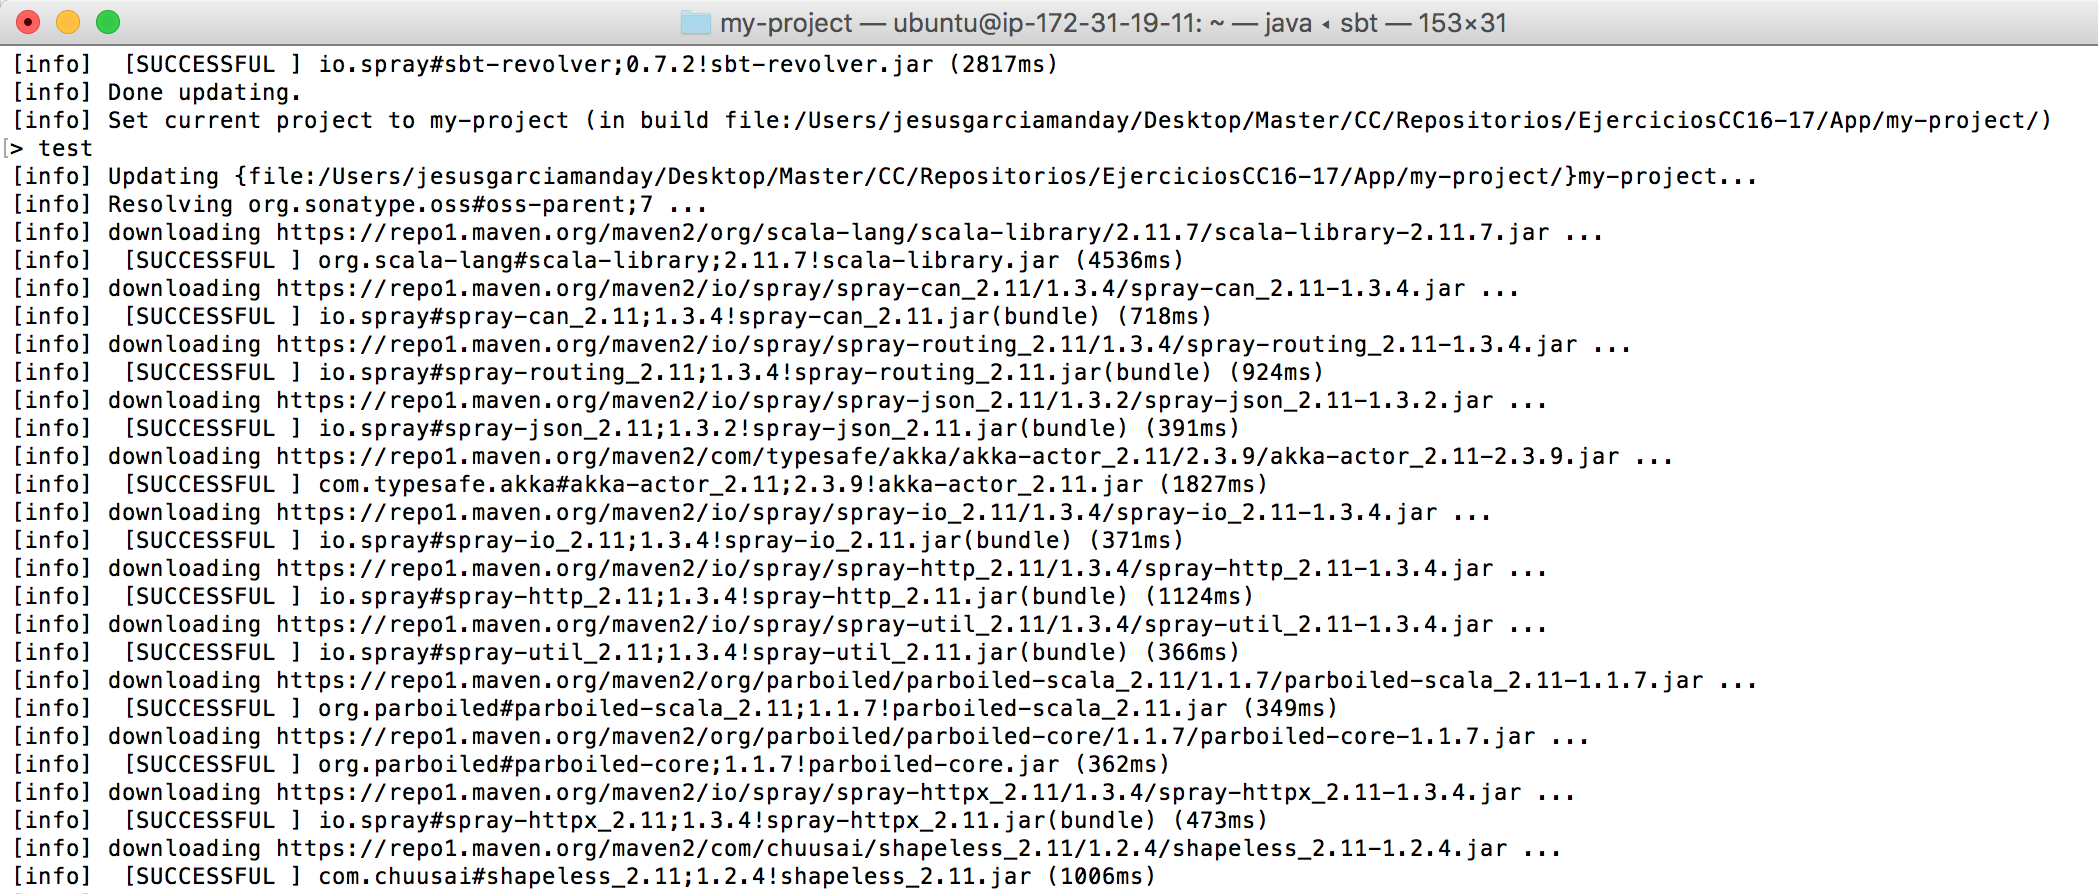 my-project — ubuntu@ip-172-31-19-11: ~ — java ◂ sbt — 153×31
[info]  [SUCCESSFUL ] io.spray#sbt-revolver;0.7.2!sbt-revolver.jar (2817ms)
[info] Done updating.
[info] Set current project to my-project (in build file:/Users/jesusgarciamanday/Desktop/Master/CC/Repositorios/EjerciciosCC16-17/App/my-project/)
[> test
[info] Updating {file:/Users/jesusgarciamanday/Desktop/Master/CC/Repositorios/EjerciciosCC16-17/App/my-project/}my-project...
[info] Resolving org.sonatype.oss#oss-parent;7 ...
[info] downloading https://repo1.maven.org/maven2/org/scala-lang/scala-library/2.11.7/scala-library-2.11.7.jar ...
[info]  [SUCCESSFUL ] org.scala-lang#scala-library;2.11.7!scala-library.jar (4536ms)
[info] downloading https://repo1.maven.org/maven2/io/spray/spray-can_2.11/1.3.4/spray-can_2.11-1.3.4.jar ...
[info]  [SUCCESSFUL ] io.spray#spray-can_2.11;1.3.4!spray-can_2.11.jar(bundle) (718ms)
[info] downloading https://repo1.maven.org/maven2/io/spray/spray-routing_2.11/1.3.4/spray-routing_2.11-1.3.4.jar ...
[info]  [SUCCESSFUL ] io.spray#spray-routing_2.11;1.3.4!spray-routing_2.11.jar(bundle) (924ms)
[info] downloading https://repo1.maven.org/maven2/io/spray/spray-json_2.11/1.3.2/spray-json_2.11-1.3.2.jar ...
[info]  [SUCCESSFUL ] io.spray#spray-json_2.11;1.3.2!spray-json_2.11.jar(bundle) (391ms)
[info] downloading https://repo1.maven.org/maven2/com/typesafe/akka/akka-actor_2.11/2.3.9/akka-actor_2.11-2.3.9.jar ...
[info]  [SUCCESSFUL ] com.typesafe.akka#akka-actor_2.11;2.3.9!akka-actor_2.11.jar (1827ms)
[info] downloading https://repo1.maven.org/maven2/io/spray/spray-io_2.11/1.3.4/spray-io_2.11-1.3.4.jar ...
[info]  [SUCCESSFUL ] io.spray#spray-io_2.11;1.3.4!spray-io_2.11.jar(bundle) (371ms)
[info] downloading https://repo1.maven.org/maven2/io/spray/spray-http_2.11/1.3.4/spray-http_2.11-1.3.4.jar ...
[info]  [SUCCESSFUL ] io.spray#spray-http_2.11;1.3.4!spray-http_2.11.jar(bundle) (1124ms)
[info] downloading https://repo1.maven.org/maven2/io/spray/spray-util_2.11/1.3.4/spray-util_2.11-1.3.4.jar ...
[info]  [SUCCESSFUL ] io.spray#spray-util_2.11;1.3.4!spray-util_2.11.jar(bundle) (366ms)
[info] downloading https://repo1.maven.org/maven2/org/parboiled/parboiled-scala_2.11/1.1.7/parboiled-scala_2.11-1.1.7.jar ...
[info]  [SUCCESSFUL ] org.parboiled#parboiled-scala_2.11;1.1.7!parboiled-scala_2.11.jar (349ms)
[info] downloading https://repo1.maven.org/maven2/org/parboiled/parboiled-core/1.1.7/parboiled-core-1.1.7.jar ...
[info]  [SUCCESSFUL ] org.parboiled#parboiled-core;1.1.7!parboiled-core.jar (362ms)
[info] downloading https://repo1.maven.org/maven2/io/spray/spray-httpx_2.11/1.3.4/spray-httpx_2.11-1.3.4.jar ...
[info]  [SUCCESSFUL ] io.spray#spray-httpx_2.11;1.3.4!spray-httpx_2.11.jar(bundle) (473ms)
[info] downloading https://repo1.maven.org/maven2/com/chuusai/shapeless_2.11/1.2.4/shapeless_2.11-1.2.4.jar ...
[info]  [SUCCESSFUL ] com.chuusai#shapeless_2.11;1.2.4!shapeless_2.11.jar (1006ms)